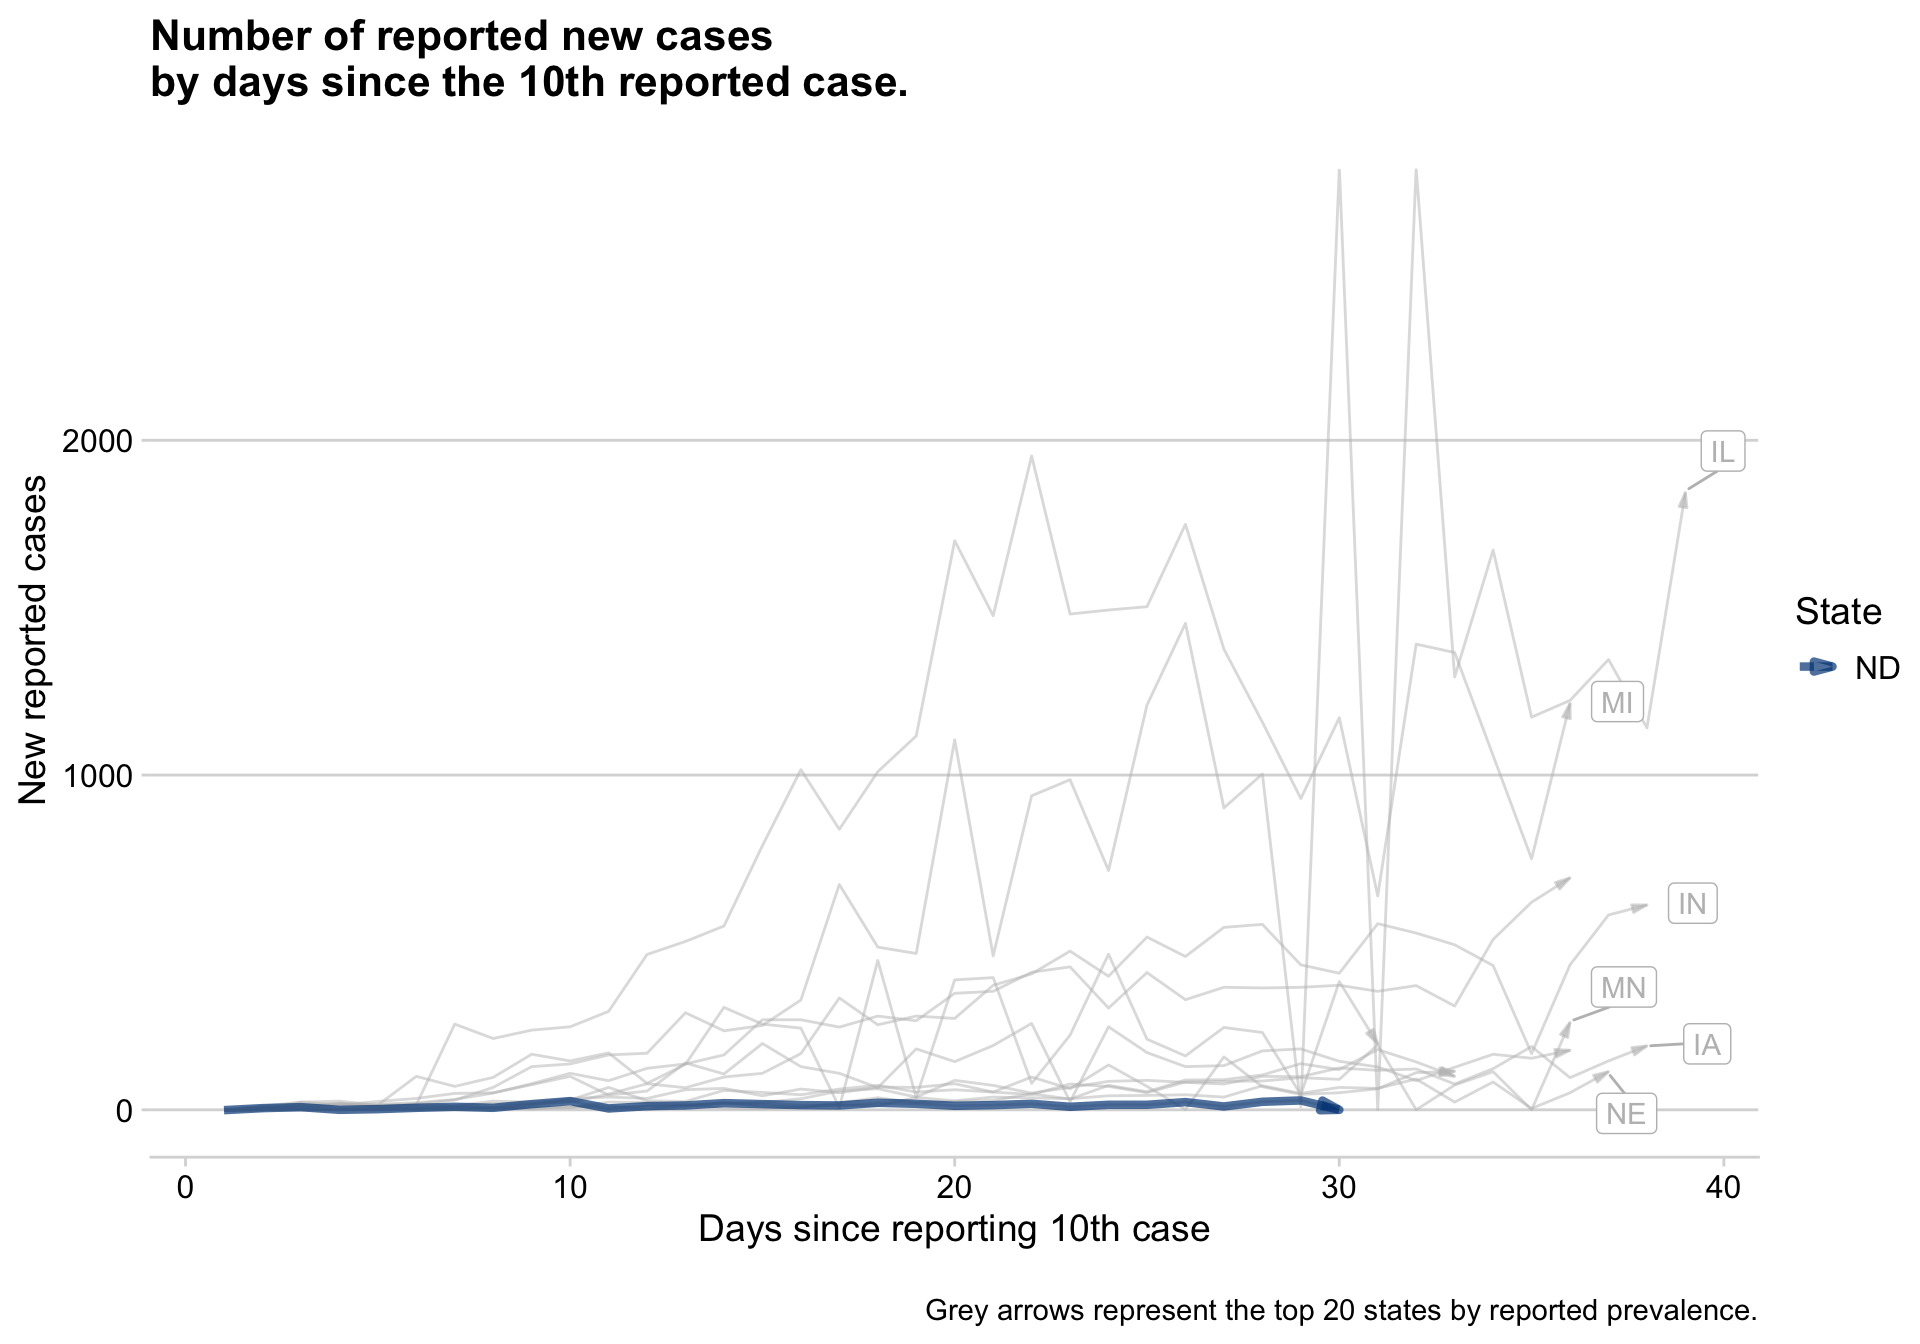 Number of reported new cases
by days since the 10th reported case.
New reported cases
2000
1000
0
IL
MI
IN
MN
IA
NE
State
ND
0 10 20 30 40
Days since reporting 10th case
Grey arrows represent the top 20 states by reported prevalence.